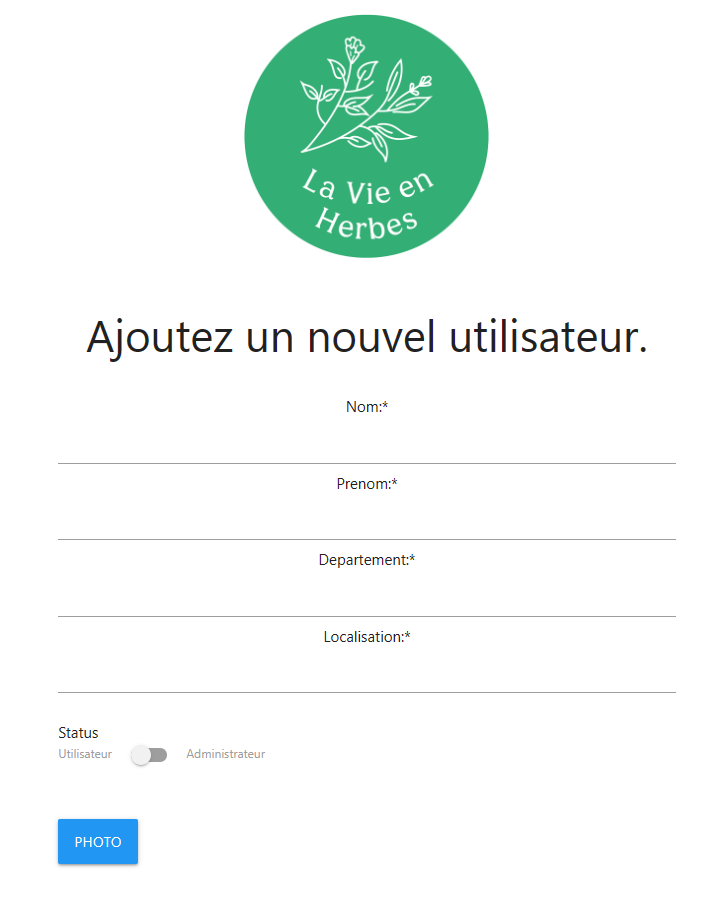 La Vie en
Herbes
Ajoutez un nouvel utilisateur.
Nom:*
Prenom:*
Departement:*
Localisation:*
Status
Utilisateur Administrateur
PHOTO